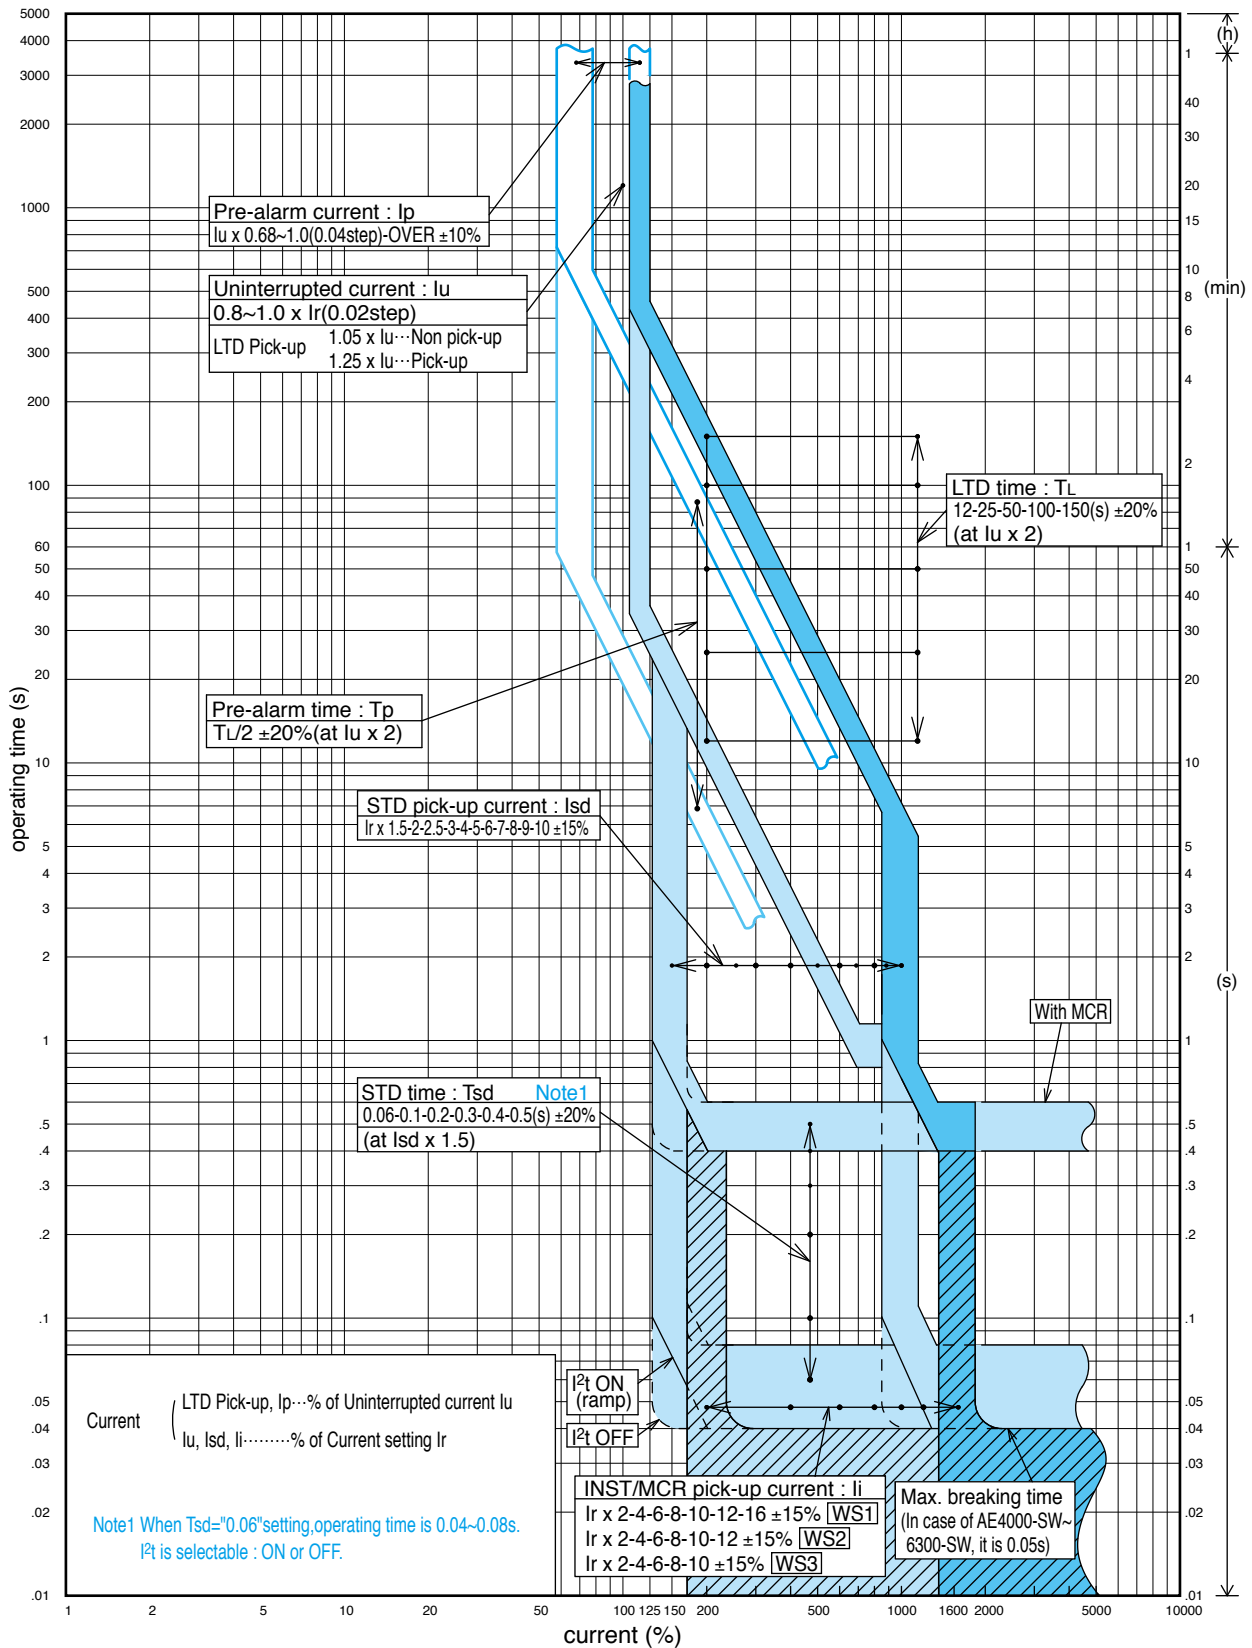 5000
4000
3000
2000
1000
500
400
300
200
100
60
50
40
30
20
10
5
4
3
2
1
.5
.4
.3
.2
.1
.05
.04
.03
.02
.01
operating time (s)
(h)
1
40
30
20
15
10
8
6
4
2
1
(min)
50
40
30
20
10
5
4
3
2
1
.5
.4
.3
.2
.1
.05
.04
.03
.02
.01
(s)
Pre-alarm current : Ip
Iu x 0.68~1.0(0.04step)-OVER ±10%
Uninterrupted current : Iu
0.8~1.0 x Ir(0.02step)
LTD Pick-up
1.05 x Iu···Non pick-up
1.25 x Iu···Pick-up
LTD time : TL
12-25-50-100-150(s) ±20%
(at Iu x 2)
Pre-alarm time : Tp
TL/2 ±20%(at Iu x 2)
STD pick-up current : Isd
Ir x 1.5-2-2.5-3-4-5-6-7-8-9-10 ±15%
With MCR
STD time : Tsd Note1
0.06-0.1-0.2-0.3-0.4-0.5(s) ±20%
(at Isd x 1.5)
I²t ON
(ramp)
I²t OFF
Current
LTD Pick-up, Ip···% of Uninterrupted current Iu
Iu, Isd, Ii·········% of Current setting Ir
Note1 When Tsd="0.06"setting,operating time is 0.04~0.08s.
I²t is selectable : ON or OFF.
INST/MCR pick-up current : Ii
Ir x 2-4-6-8-10-12-16 ±15% WS1
Ir x 2-4-6-8-10-12 ±15% WS2
Ir x 2-4-6-8-10 ±15% WS3
Max. breaking time
(In case of AE4000-SW~
6300-SW, it is 0.05s)
1 2 5 10 20 50 100 125 150 200 500 1000 1600 2000 5000 10000
current (%)